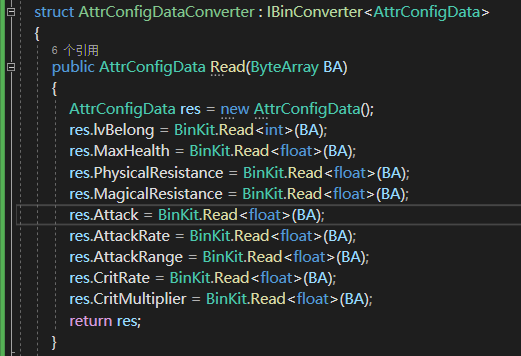 struct AttrConfigDataConverter : IBinConverter<AttrConfigData>
{
6 个引用
public AttrConfigData Read(ByteArray BA)
{
AttrConfigData res = new AttrConfigData();
res.lvBelong = BinKit.Read<int>(BA);
res.MaxHealth = BinKit.Read<float>(BA);
res.PhysicalResistance = BinKit.Read<float>(BA);
res.MagicalResistance = BinKit.Read<float>(BA);
res.Attack = BinKit.Read<float>(BA);
res.AttackRate = BinKit.Read<float>(BA);
res.AttackRange = BinKit.Read<float>(BA);
res.CritRate = BinKit.Read<float>(BA);
res.CritMultiplier = BinKit.Read<float>(BA);
return res;
}